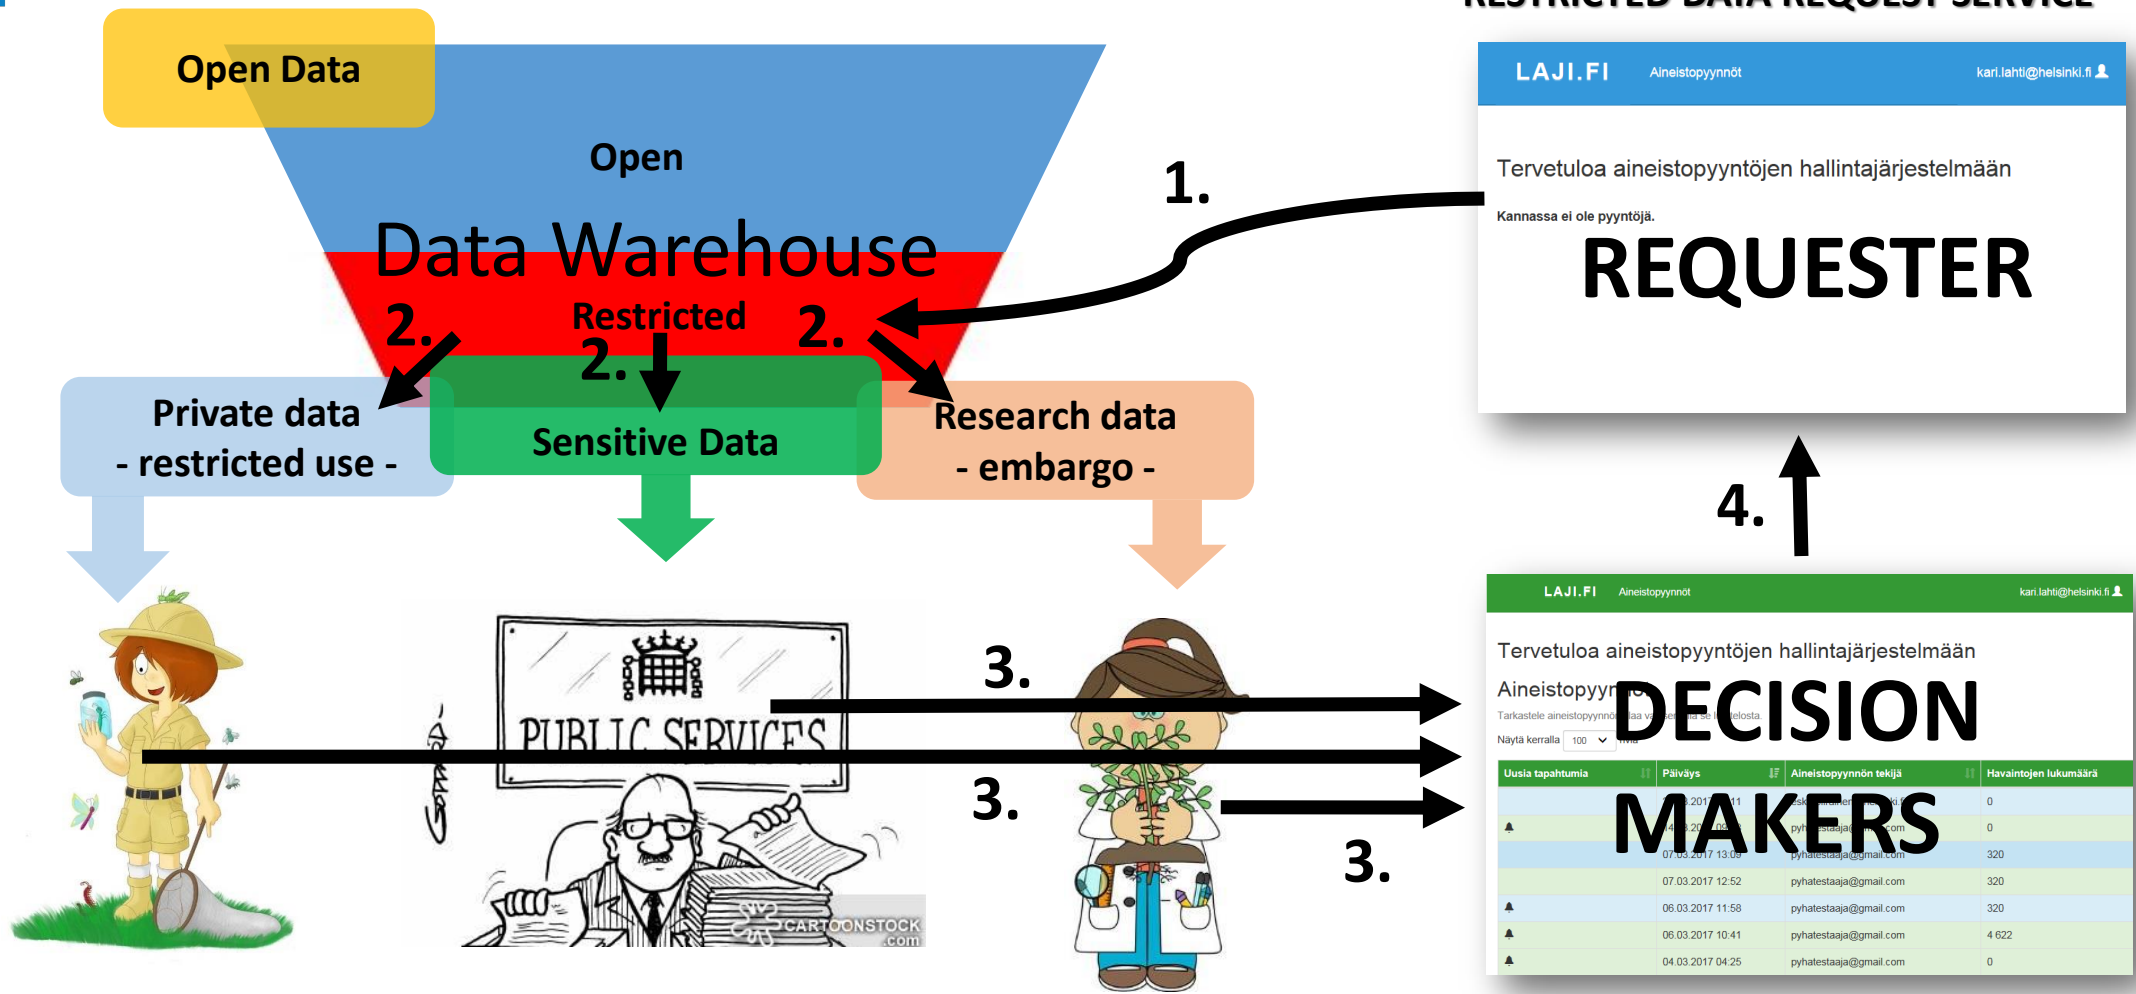 RESTRICTED DATA REQUEST SERVICE
Open Data
Open
Data Warehouse
Restricted
1.
2.
2.
2.
Private data
- restricted use -
Sensitive Data
Research data
- embargo -
LAJI.FI Aineistopyynnöt kari.lahti@helsinki.fi
Tervetuloa aineistopyyntöjen hallintajärjestelmään
Kannassa ei ole pyyntöjä.
REQUESTER
4.
PUBLIC SERVICES
CARTOONSTOCK
.com
3.
3.
3.
LAJI.FI Aineistopyynnöt kari.lahti@helsinki.fi
Tervetuloa aineistopyyntöjen hallintajärjestelmään
DECISION
MAKERS
Näytä kerralla 100
Uusia tapahtumia Päiväys Aineistopyynnön tekijä Havaintojen lukumäärä
0
0
07.03.2017 13:09 pyhatestaaja@gmail.com 320
07.03.2017 12:52 pyhatestaaja@gmail.com 320
06.03.2017 11:58 pyhatestaaja@gmail.com 320
06.03.2017 10:41 pyhatestaaja@gmail.com 4 622
04.03.2017 04:25 pyhatestaaja@gmail.com 0